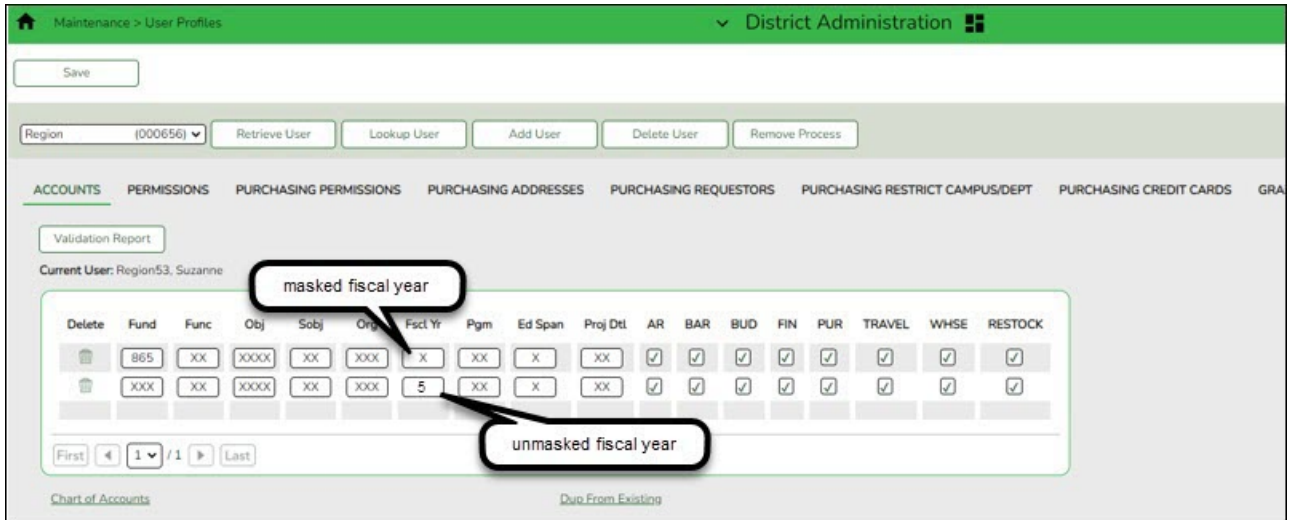 Maintenance > User Profiles
District Administration
Save
Region (000656) Retrieve User Lookup User Add User Delete User Remove Process
ACCOUNTS PERMISSIONS PURCHASING PERMISSIONS PURCHASING ADDRESSES PURCHASING REQUESTORS PURCHASING RESTRICT CAMPUS/DEPT PURCHASING CREDIT CARDS GRA
Validation Report
Current User: Region53, Suzanne
masked fiscal year
Delete Fund Func Obj Sobj Org Fscl Yr Pgm Ed Span Proj Dtl AR BAR BUD FIN PUR TRAVEL WHSE RESTOCK
865 XX XXXX XX XXX X XX X XX
XXX XX XXXX XX XXX 5 XX X XX
unmasked fiscal year
First 1 / 1 Last
Chart of Accounts Dup From Existing